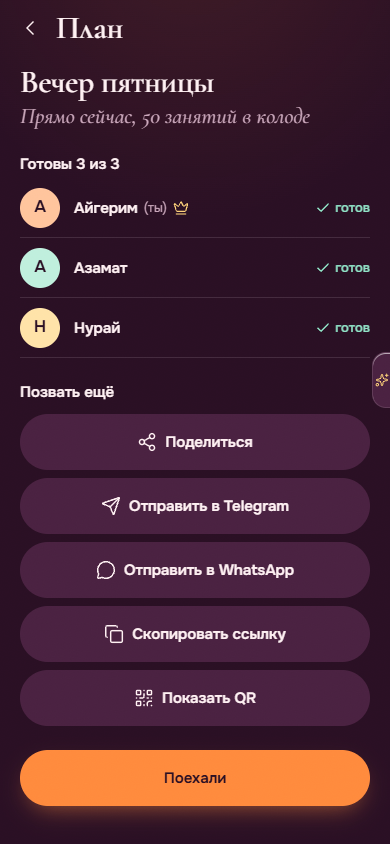 План
Вечер пятницы
Прямо сейчас, 50 занятий в колоде
Готовы 3 из 3
А Айгерим (ты) готов
А Азамат готов
Н Нурай готов
Позвать ещё
Поделиться
Отправить в Telegram
Отправить в WhatsApp
Скопировать ссылку
Показать QR
Поехали